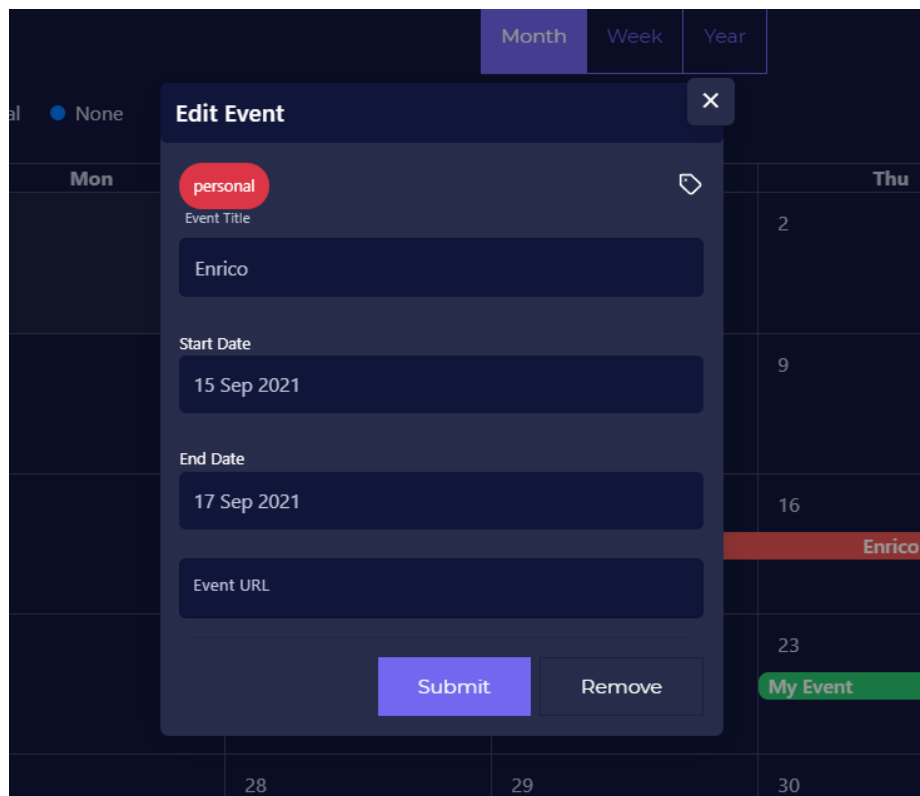 Month Week Year
al None
Edit Event
Mon
Thu
personal
Event Title
2
Enrico
Start Date
9
15 Sep 2021
End Date
17 Sep 2021
16
Enrico
Event URL
23
Submit Remove
My Event
28 29 30